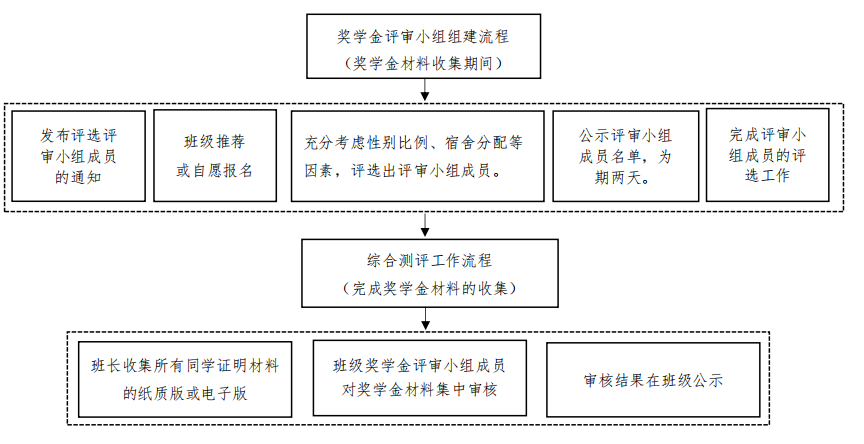 奖学金评审小组组建流程
（奖学金材料收集期间）
发布评选评
审小组成员
的通知
班级推荐
或自愿报名
充分考虑性别比例、宿舍分配等
因素，评选出评审小组成员。
公示评审小组
成员名单，为
期两天。
完成评审小
组成员的评
选工作
综合测评工作流程
（完成奖学金材料的收集）
班长收集所有同学证明材料
的纸质版或电子版
班级奖学金评审小组成员
对奖学金材料集中审核
审核结果在班级公示